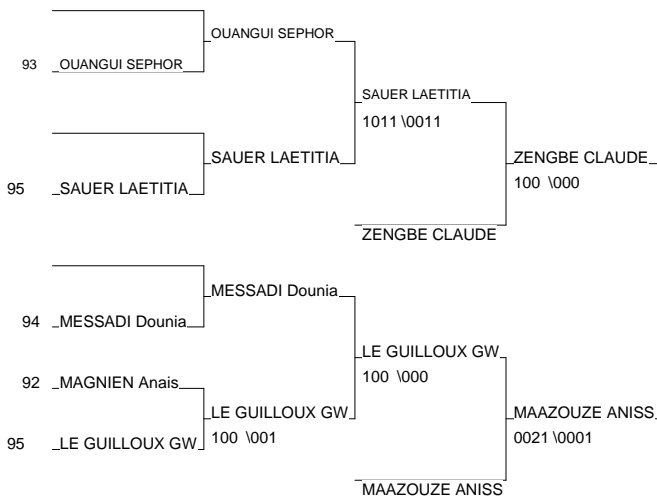 OUANGUI SEPHOR
93 OUANGUI SEPHOR
SAUER LAETITIA
1011 \0011
SAUER LAETITIA
ZENGBE CLAUDE
100 \000
95 SAUER LAETITIA
ZENGBE CLAUDE
MESSADI Dounia
94 MESSADI Dounia
LE GUILLOUX GW
100 \000
92 MAGNIEN Anais
LE GUILLOUX GW
100 \001
MAAZOUZE ANISS
0021 \0001
95 LE GUILLOUX GW
MAAZOUZE ANISS